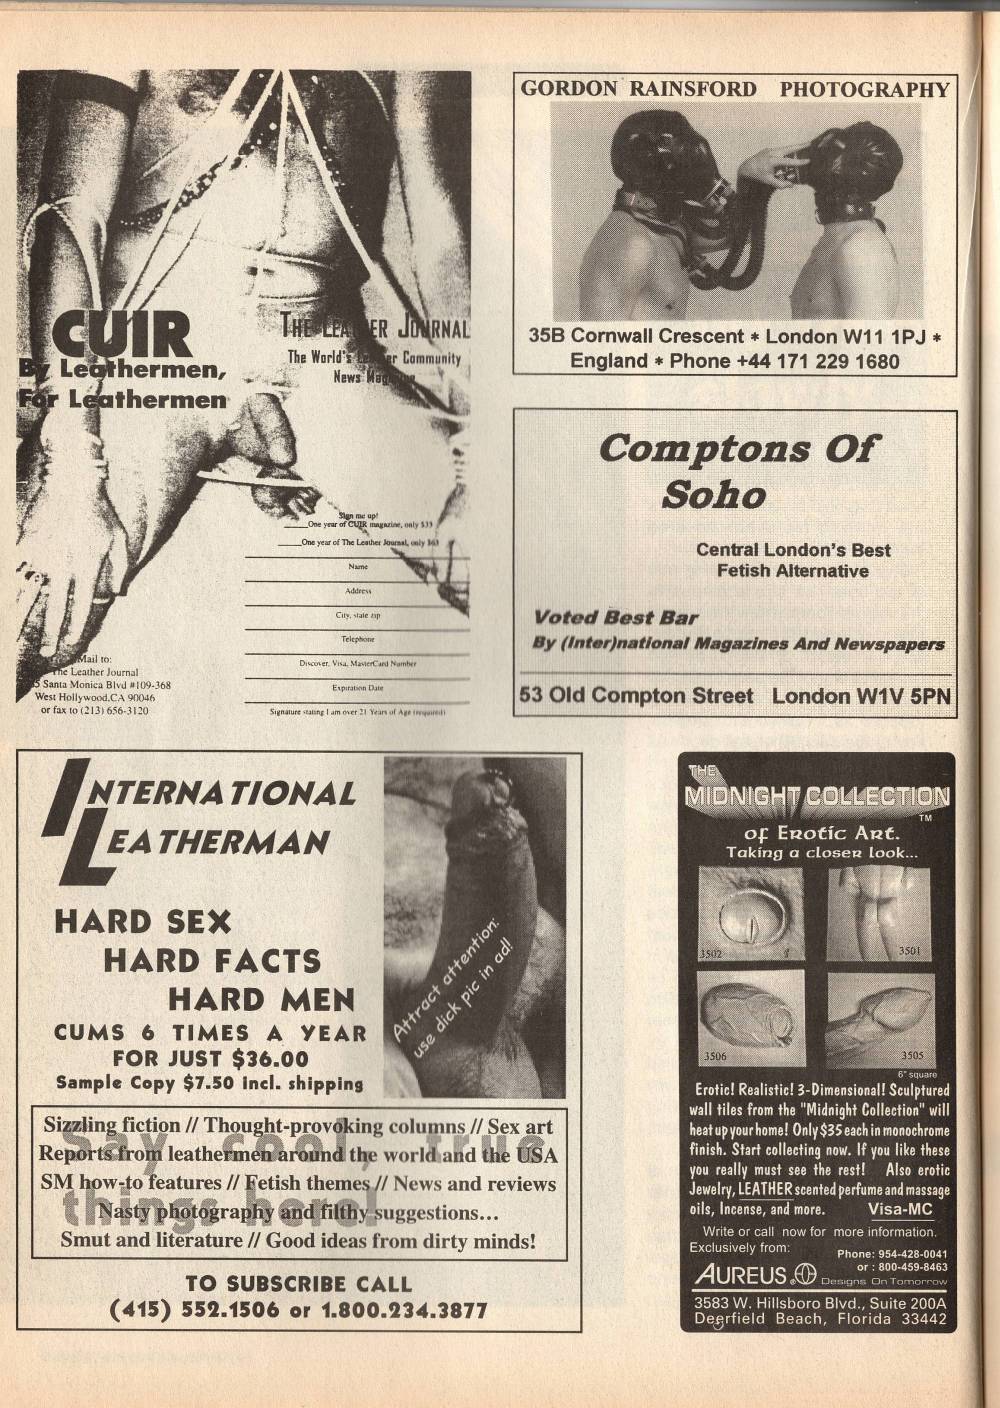 CUIR
By Leathermen,
For Leathermen
THE LEATHER JOURNAL
The World's Leather Community
News Magazine
Sign me up!
_____One year of CUIR magazine, only $33
_____One year of The Leather Journal, only $63
Name
Address
City, state zip
Telephone
Discover, Visa, MasterCard Number
Expiration Date
Signature stating I am over 21 Years of Age (required)
Mail to:
The Leather Journal
Santa Monica Blvd #109-368
West Hollywood,CA 90046
or fax to (213) 656-3120
GORDON RAINSFORD PHOTOGRAPHY
35B Cornwall Crescent * London W11 1PJ *
England * Phone +44 171 229 1680
Comptons Of
Soho
Central London's Best
Fetish Alternative
Voted Best Bar
By (Inter)national Magazines And Newspapers
53 Old Compton Street London W1V 5PN
INTERNATIONAL
LEATHERMAN
HARD SEX
HARD FACTS
HARD MEN
CUMS 6 TIMES A YEAR
FOR JUST $36.00
Sample Copy $7.50 incl. shipping
Attract attention:
use dick pic in ad!
Say cool, true
things here!
Sizzling fiction // Thought-provoking columns // Sex art
Reports from leathermen around the world and the USA
SM how-to features // Fetish themes // News and reviews
Nasty photography and filthy suggestions...
Smut and literature // Good ideas from dirty minds!
TO SUBSCRIBE CALL
(415) 552.1506 or 1.800.234.3877
THE
MIDNIGHT COLLECTION
TM
of Erotic Art.
Taking a closer look...
3502
3501
3506
3505
6" square
Erotic! Realistic! 3-Dimensional! Sculptured
wall tiles from the "Midnight Collection" will
heat up your home! Only $35 each in monochrome
finish. Start collecting now. If you like these
you really must see the rest! Also erotic
Jewelry, LEATHER scented perfume and massage
oils, Incense, and more. Visa-MC
Write or call now for more information.
Exclusively from:
Phone: 954-428-0041
or : 800-459-8463
AUREUS® Designs On Tomorrow
3583 W. Hillsboro Blvd., Suite 200A
Deerfield Beach, Florida 33442